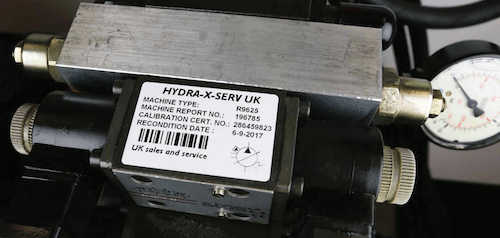 HYDRA-X-SERV UK
MACHINE TYPE: R9625
MACHINE REPORT NO.: 196785
CALIBRATION CERT. NO.: 286459823
RECONDITION DATE : 6-9-2017
UK sales and service